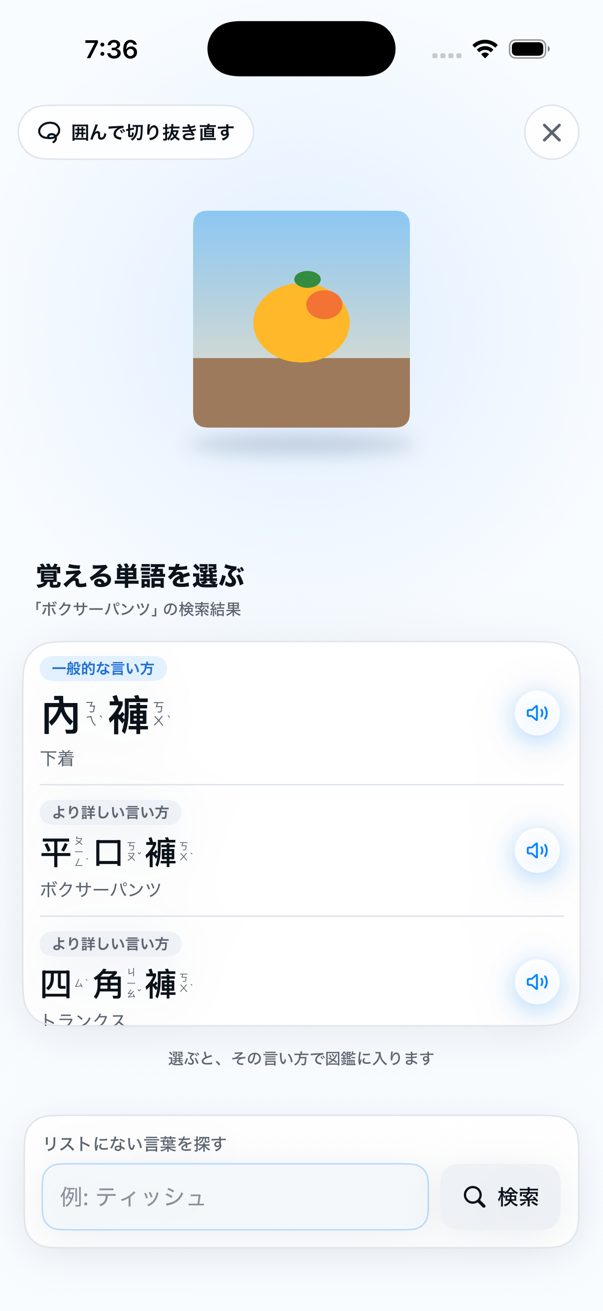 7:36
囲んで切り抜き直す
覚える単語を選ぶ
「ボクサーパンツ」の検索結果
一般的な言い方
內ㄋㄟˋ褲ㄎㄨˋ
下着
より詳しい言い方
平ㄆㄧㄥˊ口ㄎㄡˇ褲ㄎㄨˋ
ボクサーパンツ
より詳しい言い方
四ㄙˋ角ㄐㄧㄠˇ褲ㄎㄨˋ
トランクス
選ぶと、その言い方で図鑑に入ります
リストにない言葉を探す
例: ティッシュ
検索